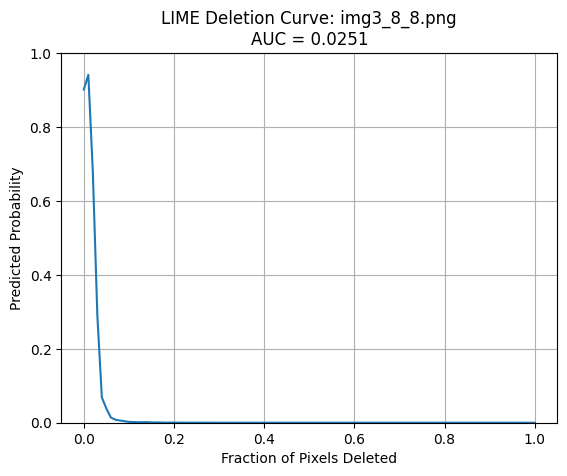 LIME Deletion Curve: img3_8_8.png
AUC = 0.0251
1.0
0.8
0.6
0.4
0.2
0.0
Predicted Probability
0.0 0.2 0.4 0.6 0.8 1.0
Fraction of Pixels Deleted